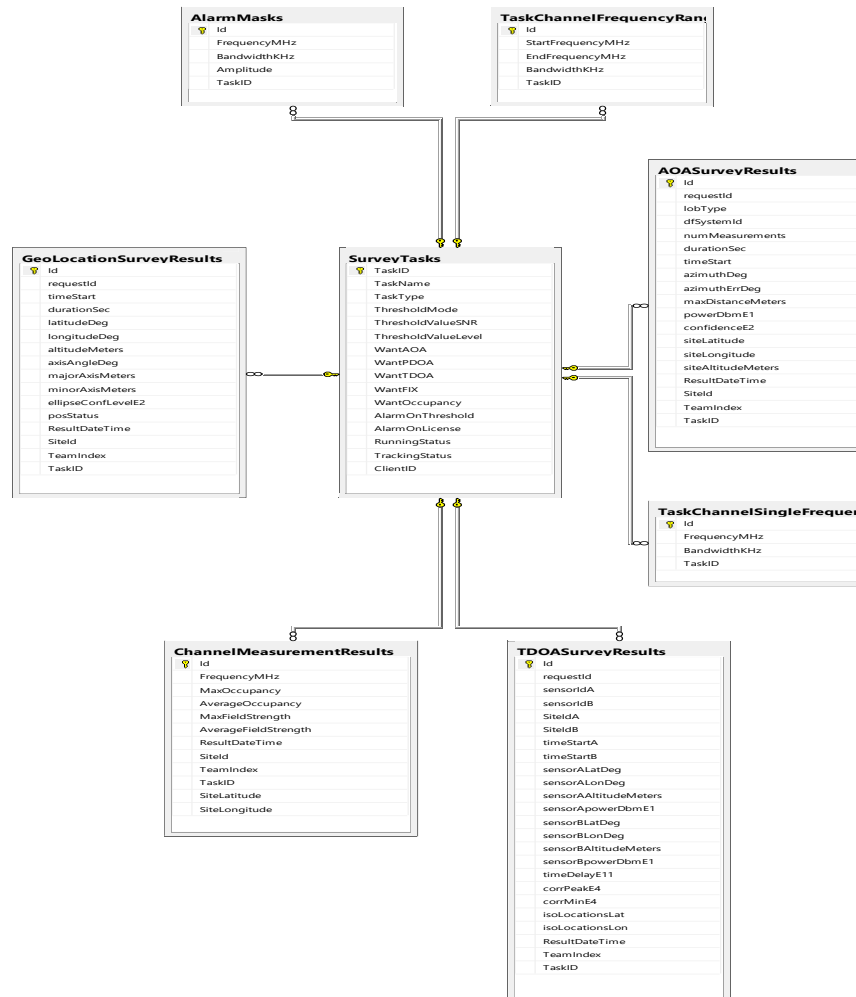 AlarmMasks
Id
FrequencyMHz
BandwidthKHz
Amplitude
TaskID
TaskChannelFrequencyRan
Id
StartFrequencyMHz
EndFrequencyMHz
BandwidthKHz
TaskID
AOASurveyResults
Id
requestId
lobType
dfSystemId
numMeasurements
durationSec
timeStart
azimuthDeg
azimuthErrDeg
maxDistanceMeters
powerDbmE1
confidenceE2
siteLatitude
siteLongitude
siteAltitudeMeters
ResultDateTime
SiteId
TeamIndex
TaskID
GeoLocationSurveyResults
Id
requestId
timeStart
durationSec
latitudeDeg
longitudeDeg
altitudeMeters
axisAngleDeg
majorAxisMeters
minorAxisMeters
ellipseConfLevelE2
posStatus
ResultDateTime
SiteId
TeamIndex
TaskID
SurveyTasks
TaskID
TaskName
TaskType
ThresholdMode
ThresholdValueSNR
ThresholdValueLevel
WantAOA
WantPDOA
WantTDOA
WantFIX
WantOccupancy
AlarmOnThreshold
AlarmOnLicense
RunningStatus
TrackingStatus
ClientID
TaskChannelSingleFrequen
Id
FrequencyMHz
BandwidthKHz
TaskID
ChannelMeasurementResults
Id
FrequencyMHz
MaxOccupancy
AverageOccupancy
MaxFieldStrength
AverageFieldStrength
ResultDateTime
SiteId
TeamIndex
TaskID
SiteLatitude
SiteLongitude
TDOASurveyResults
Id
requestId
sensorIdA
sensorIdB
SiteIdA
SiteIdB
timeStartA
timeStartB
sensorALatDeg
sensorALonDeg
sensorAAltitudeMeters
sensorApowerDbmE1
sensorBLatDeg
sensorBLonDeg
sensorBAltitudeMeters
sensorBpowerDbmE1
timeDelayE11
corrPeakE4
corrMinE4
isoLocationsLat
isoLocationsLon
ResultDateTime
TeamIndex
TaskID